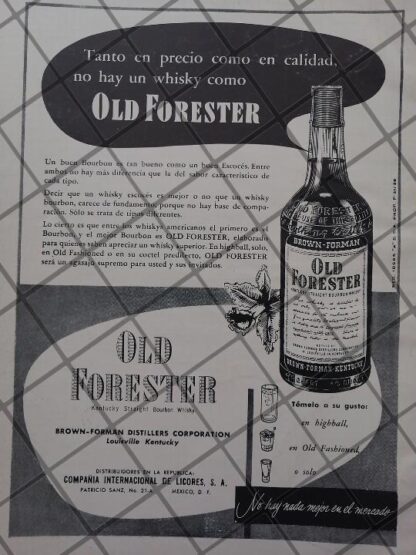 Tanto en precio como en calidad,
no hay un whisky como
OLD FORESTER
Un buen Bourbon es tan bueno como un buen Escocés. Entre
ambos no hay más diferencia que la del sabor característico de
cada tipo.
Decir que un whisky escocés es mejor o no que un whisky
bourbon, carece de fundamento porque no hay base de compa-
ración. Sólo se trata de tipos diferentes.
Lo cierto es que entre los whiskies americanos el primero es el
Bourbon, y el mejor Bourbon es OLD FORESTER, elaborado
para quienes saben apreciar un whisky superior. En highball, solo,
en Old Fashioned o en su coctel predilecto, OLD FORESTER
será un agasajo supremo para usted y sus invitados.
BROWN-FORMAN
OLD
FORESTER
KENTUCKY STRAIGHT BOURBON WHISKY
BROWN-FORMAN-KENTUCKY
OLD
FORESTER
Kentucky Straight Bourbon Whisky
BROWN-FORMAN DISTILLERS CORPORATION
Louisville Kentucky
DISTRIBUIDORES EN LA REPUBLICA:
COMPAÑIA INTERNACIONAL DE LICORES, S. A.
PATRICIO SANZ, No. 21-A MEXICO, D. F.
Tómelo a su gusto:
en highball,
en Old Fashioned,
o solo
No hay nada mejor en el mercado